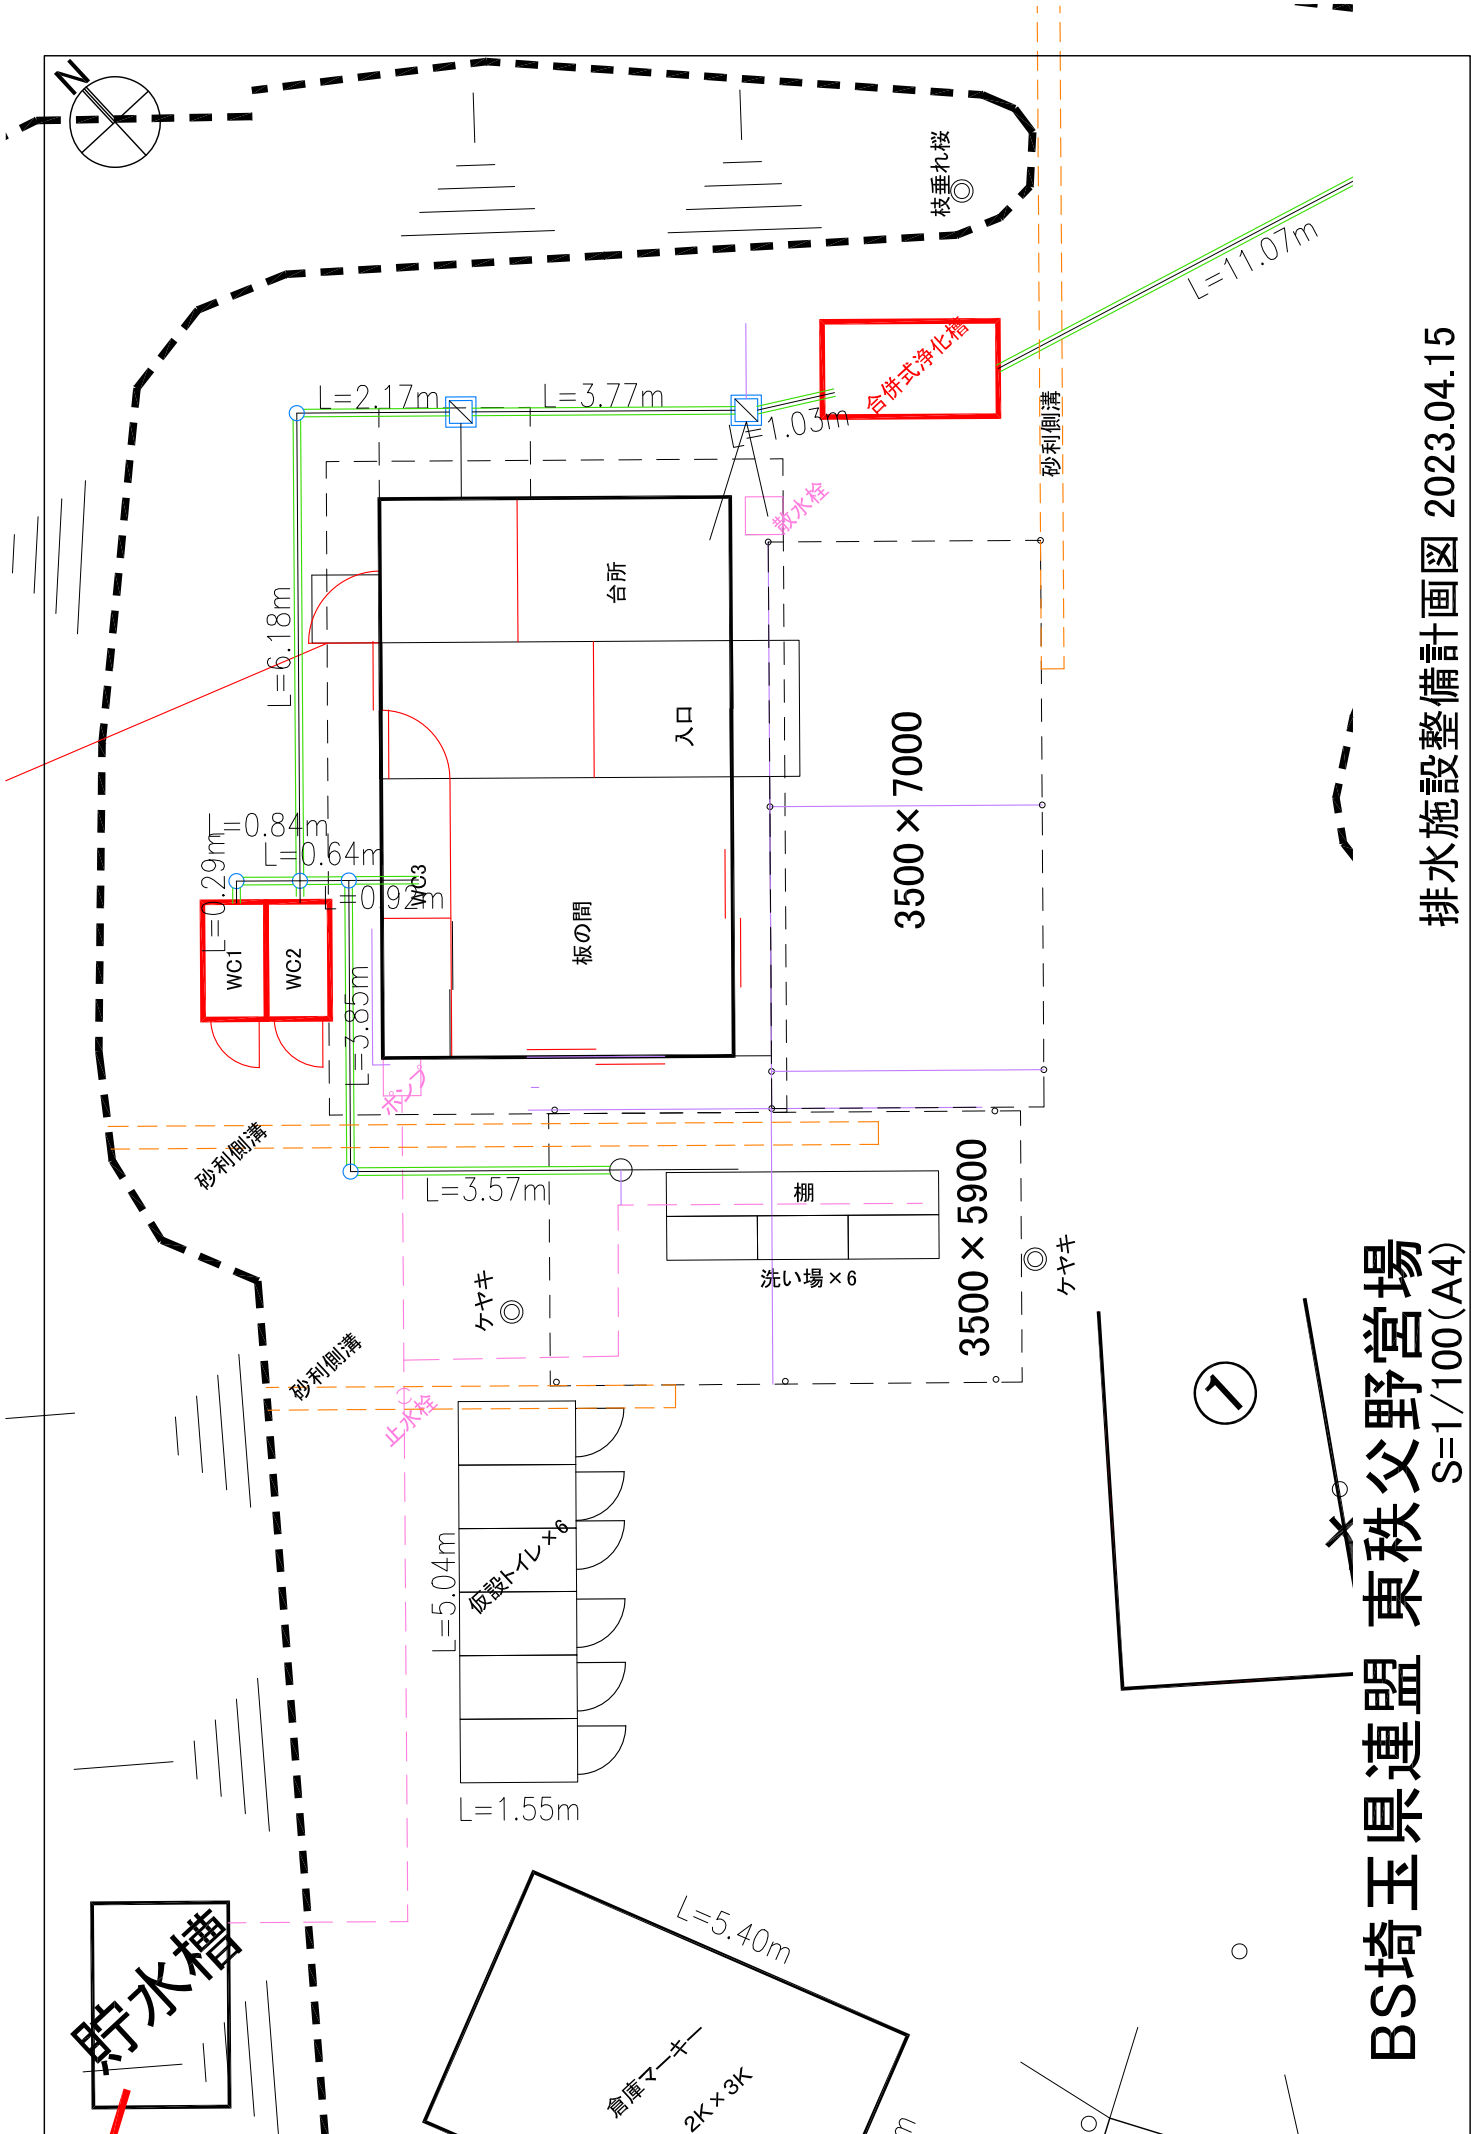 N
枝垂れ桜
L=11.07m
合併式浄化槽
L=2.17m
L=3.77m
L=1.03m
砂利側溝
散水栓
台所
L=6.18m
入口
3500×7000
L=0.84m
L=0.64m
L=0.29m
L=0.92m
WC3
WC1
WC2
板の間
L=3.85m
ポンプ
砂利側溝
L=3.57m
棚
洗い場×6
3500×5900
ケヤキ
ケヤキ
砂利側溝
止水栓
仮設トイレ×6
L=5.04m
L=1.55m
1
貯水槽
L=5.40m
倉庫マーキー
2K×3K
m
排水施設整備計画図 2023.04.15
BS埼玉県連盟 東秩父野営場
S=1/100(A4)